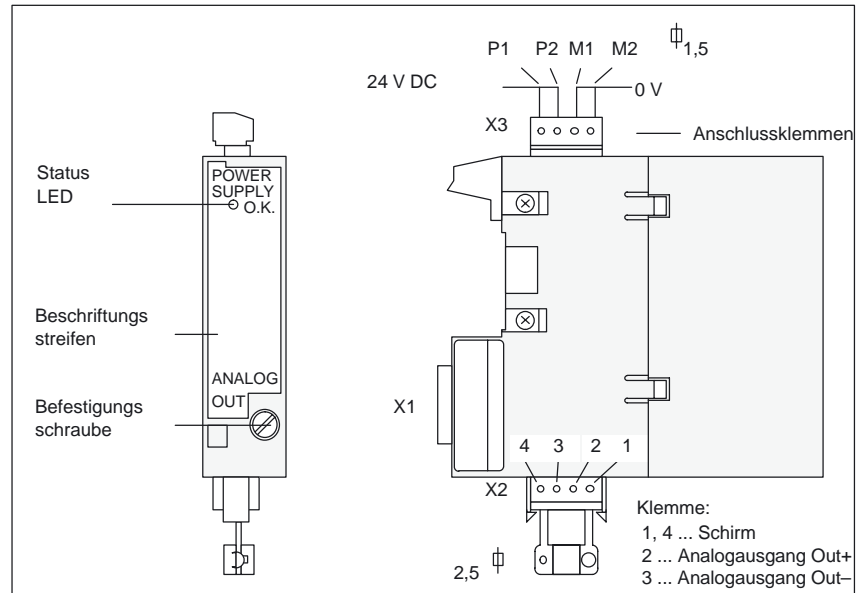 P1 P2 M1 M2
1,5
24 V DC
0 V
X3
Anschlussklemmen
Status
LED
POWER
SUPPLY
O.K.
Beschriftungs
streifen
ANALOG
OUT
Befestigungs
schraube
X1
4 3 2 1
X2
Klemme:
1, 4 ... Schirm
2 ... Analogausgang Out+
3 ... Analogausgang Out–
2,5